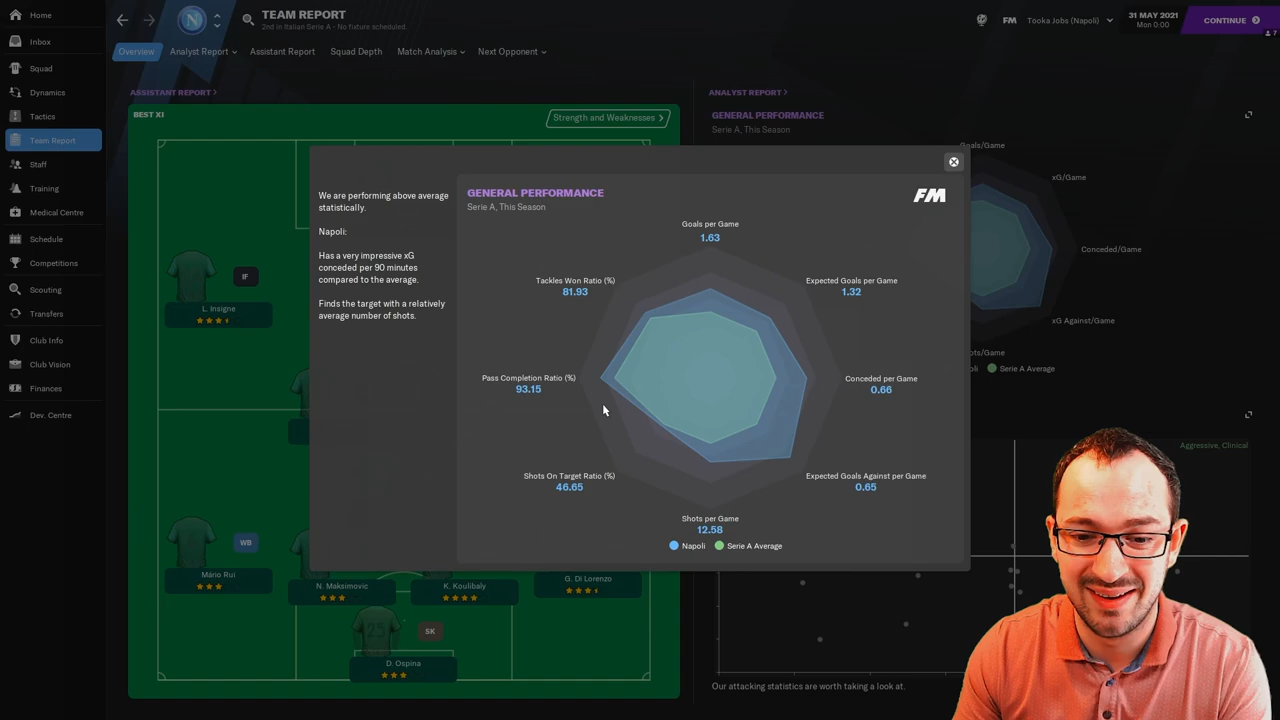 TEAM REPORT
2nd in Italian Serie A - No fixture scheduled.
FM
Tooka Jobs (Napoli)
31 MAY 2021
Mon 0:00
CONTINUE
7
Home
Inbox
Squad
Dynamics
Tactics
Team Report
Staff
Training
Medical Centre
Schedule
Competitions
Scouting
Transfers
Club Info
Club Vision
Finances
Dev. Centre
Overview
Analyst Report
Assistant Report
Squad Depth
Match Analysis
Next Opponent
ASSISTANT REPORT
BEST XI
Strength and Weaknesses
IF
L. Insigne
WB
Mário Rui
N. Maksimovic
K. Koulibaly
G. Di Lorenzo
25
SK
D. Ospina
ANALYST REPORT
GENERAL PERFORMANCE
Serie A, This Season
Goals/Game
xG/Game
Conceded/Game
xG Against/Game
Serie A Average
Aggressive, Clinical
Our attacking statistics are worth taking a look at.
We are performing above average
statistically.
Napoli:
Has a very impressive xG
conceded per 90 minutes
compared to the average.
Finds the target with a relatively
average number of shots.
GENERAL PERFORMANCE
Serie A, This Season
FM
Goals per Game
1.63
Tackles Won Ratio (%)
81.93
Expected Goals per Game
1.32
Pass Completion Ratio (%)
93.15
Conceded per Game
0.66
Shots On Target Ratio (%)
46.65
Expected Goals Against per Game
0.65
Shots per Game
12.58
Napoli
Serie A Average